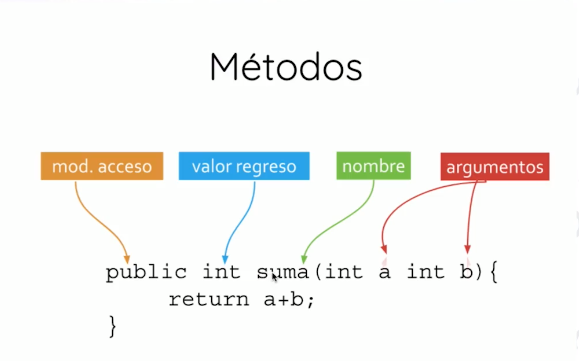 Métodos
mod. acceso valor regreso nombre argumentos
public int suma(int a int b){
return a+b;
}